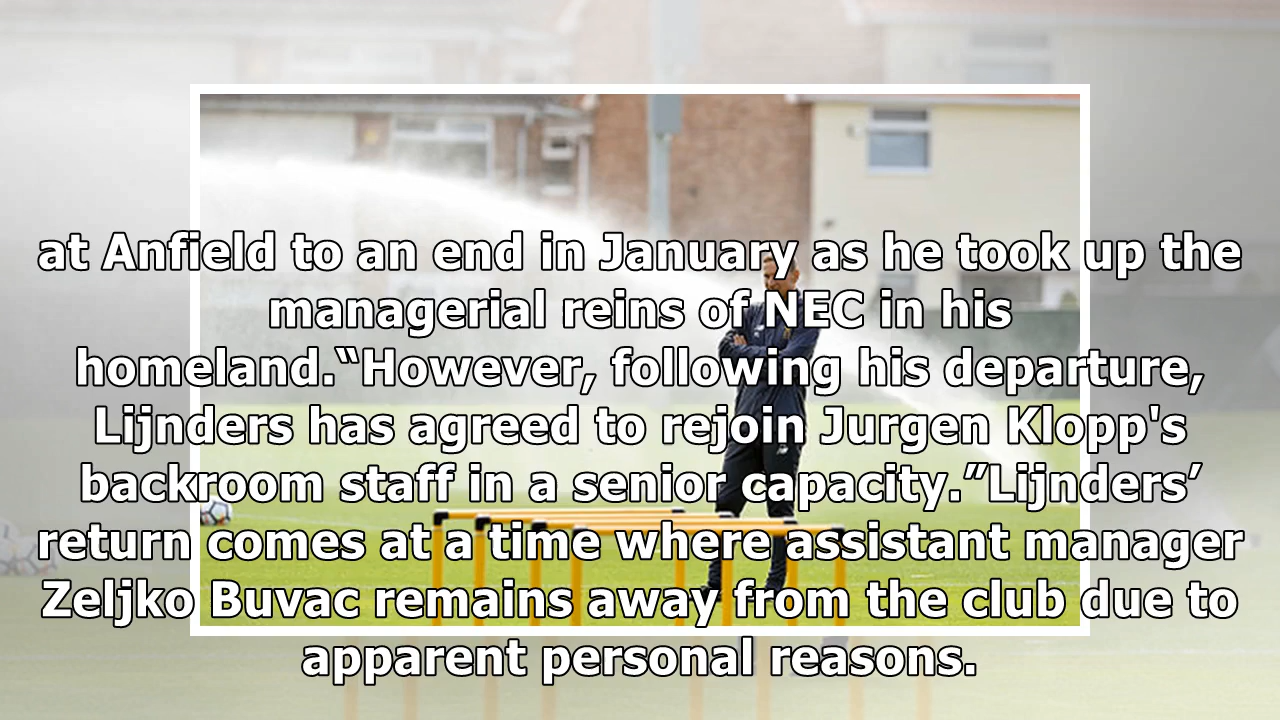 at Anfield to an end in January as he took up the
managerial reins of NEC in his
homeland.“However, following his departure,
Lijnders has agreed to rejoin Jurgen Klopp's
backroom staff in a senior capacity.”Lijnders’
return comes at a time where assistant manager
Zeljko Buvac remains away from the club due to
apparent personal reasons.